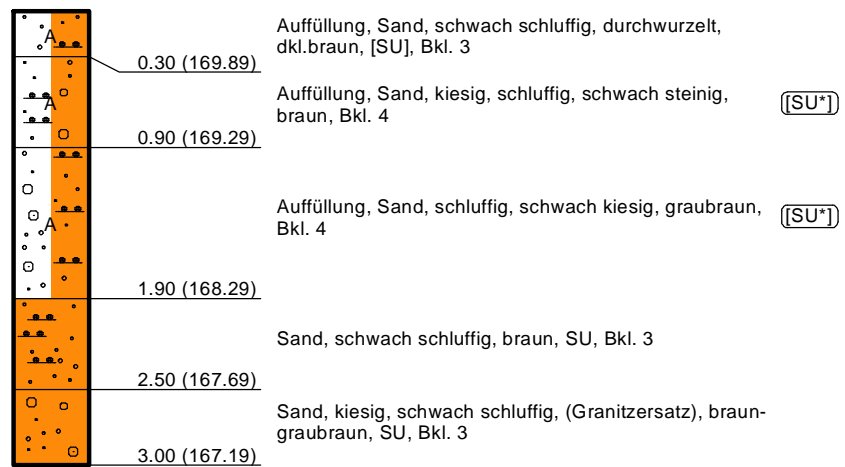 A
Auffüllung, Sand, schwach schluffig, durchwurzelt,
dkl.braun, [SU], Bkl. 3
0.30 (169.89)
A
Auffüllung, Sand, kiesig, schluffig, schwach steinig,
braun, Bkl. 4
([SU*])
0.90 (169.29)
A
Auffüllung, Sand, schluffig, schwach kiesig, graubraun,
Bkl. 4
([SU*])
1.90 (168.29)
Sand, schwach schluffig, braun, SU, Bkl. 3
2.50 (167.69)
Sand, kiesig, schwach schluffig, (Granitzersatz), braun-
graubraun, SU, Bkl. 3
3.00 (167.19)